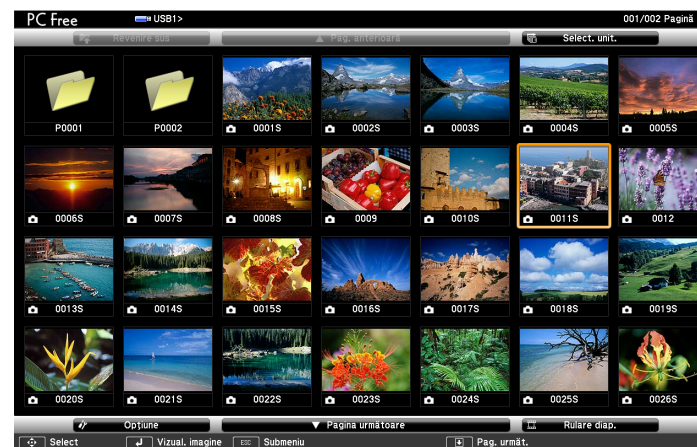 PC Free USB1> 001/002 Pagină
Revenire sus Pag. anterioară Select. unit.
P0001 P0002 0001S 0002S 0003S 0004S 0005S
0006S 0007S 0008S 0009 0010S 0011S 0012
0013S 0014S 0015S 0016S 0017S 0018S 0019S
0020S 0021S 0022S 0023S 0024S 0025S 0026S
Opțiune Pagina următoare Rulare diap.
Select Vizual. imagine ESC Submeniu Pag. următ.